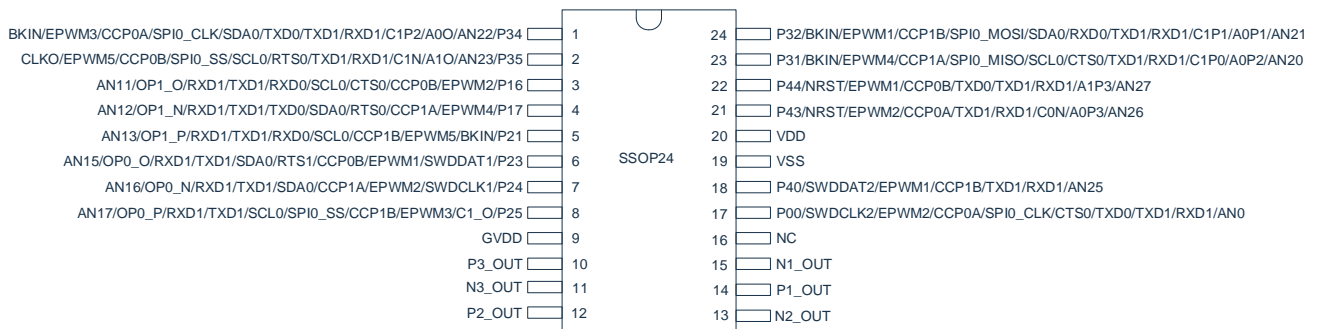 BKIN/EPWM3/CCP0A/SPI0_CLK/SDA0/TXD0/TXD1/RXD1/C1P2/A0O/AN22/P34 1
CLKO/EPWM5/CCP0B/SPI0_SS/SCL0/RTS0/TXD1/RXD1/C1N/A1O/AN23/P35 2
AN11/OP1_O/RXD1/TXD1/RXD0/SCL0/CTS0/CCP0B/EPWM2/P16 3
AN12/OP1_N/RXD1/TXD1/TXD0/SDA0/RTS0/CCP1A/EPWM4/P17 4
AN13/OP1_P/RXD1/TXD1/RXD0/SCL0/CCP1B/EPWM5/BKIN/P21 5
AN15/OP0_O/RXD1/TXD1/SDA0/RTS1/CCP0B/EPWM1/SWDDAT1/P23 6
AN16/OP0_N/RXD1/TXD1/SDA0/CCP1A/EPWM2/SWDCLK1/P24 7
AN17/OP0_P/RXD1/TXD1/SCL0/SPI0_SS/CCP1B/EPWM3/C1_O/P25 8
GVDD 9
P3_OUT 10
N3_OUT 11
P2_OUT 12
SSOP24
24 P32/BKIN/EPWM1/CCP1B/SPI0_MOSI/SDA0/RXD0/TXD1/RXD1/C1P1/A0P1/AN21
23 P31/BKIN/EPWM4/CCP1A/SPI0_MISO/SCL0/CTS0/TXD1/RXD1/C1P0/A0P2/AN20
22 P44/NRST/EPWM1/CCP0B/TXD0/TXD1/RXD1/A1P3/AN27
21 P43/NRST/EPWM2/CCP0A/TXD1/RXD1/C0N/A0P3/AN26
20 VDD
19 VSS
18 P40/SWDDAT2/EPWM1/CCP1B/TXD1/RXD1/AN25
17 P00/SWDCLK2/EPWM2/CCP0A/SPI0_CLK/CTS0/TXD0/TXD1/RXD1/AN0
16 NC
15 N1_OUT
14 P1_OUT
13 N2_OUT